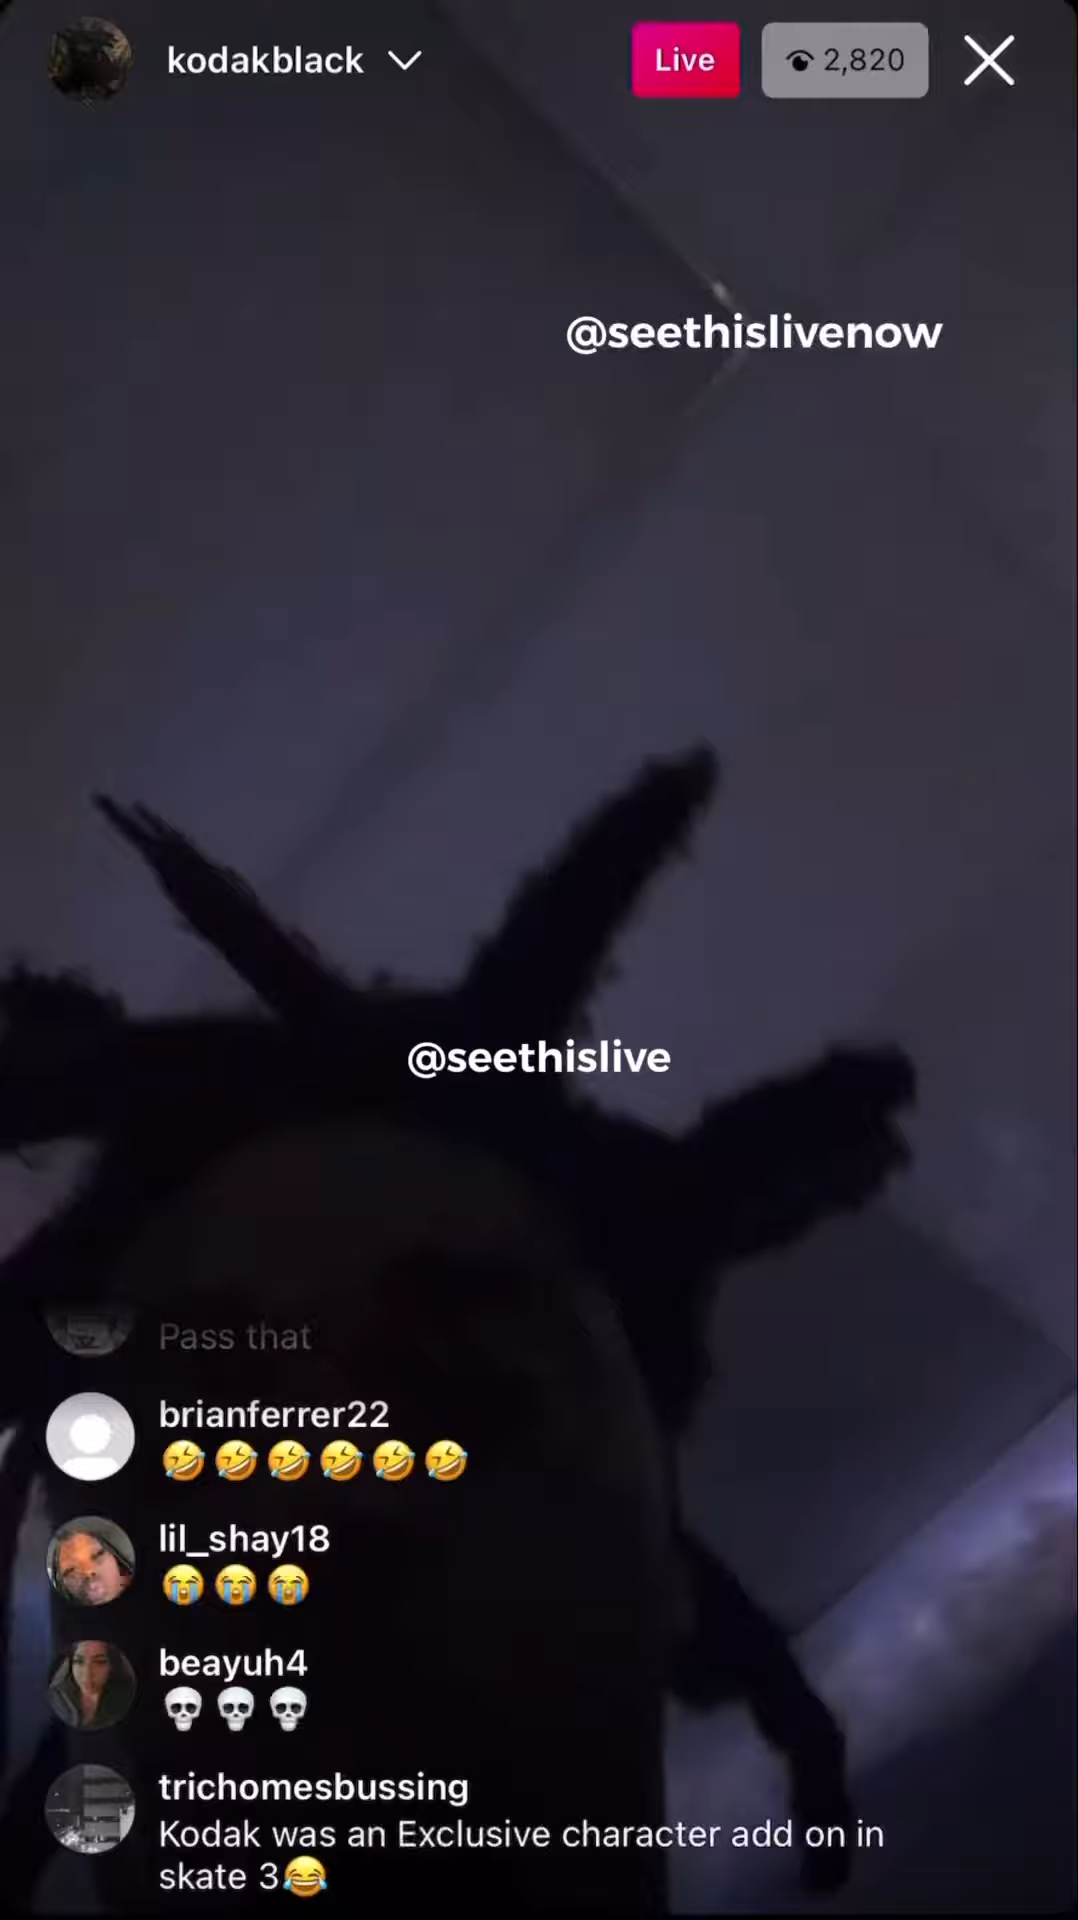 kodakblack
Live
2,820
@seethislivenow
@seethislive
Pass that
brianferrer22
🤣🤣🤣🤣🤣🤣
lil_shay18
😭😭😭
beayuh4
💀💀💀
trichomesbussing
Kodak was an Exclusive character add on in
skate 3😂